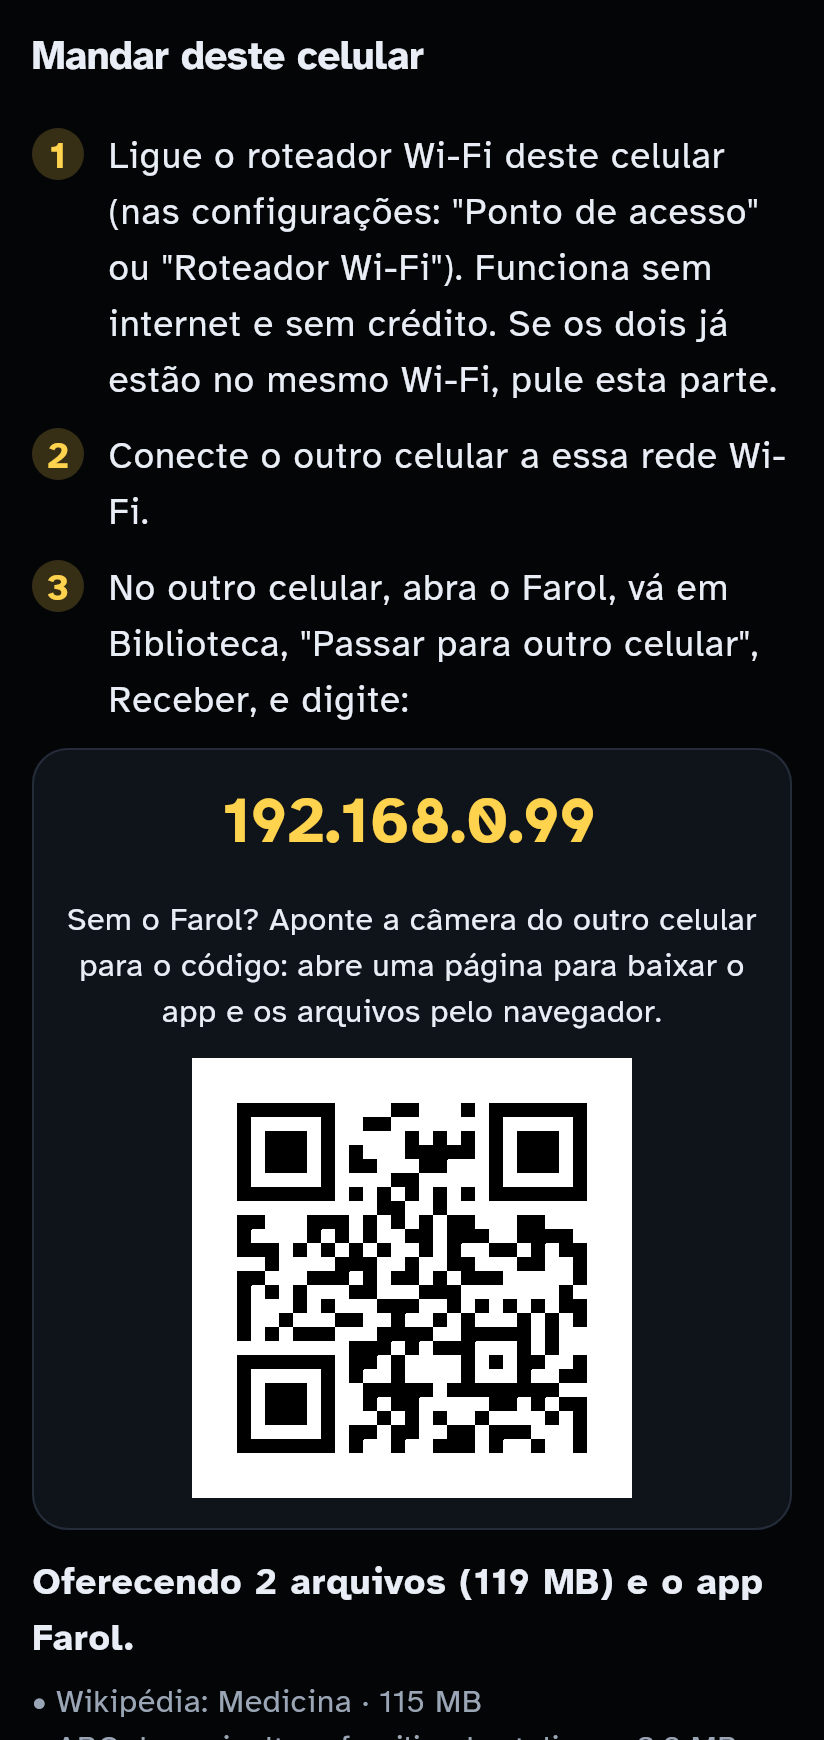 Mandar deste celular
1 Ligue o roteador Wi-Fi deste celular
(nas configurações: "Ponto de acesso"
ou "Roteador Wi-Fi"). Funciona sem
internet e sem crédito. Se os dois já
estão no mesmo Wi-Fi, pule esta parte.
2 Conecte o outro celular a essa rede Wi-
Fi.
3 No outro celular, abra o Farol, vá em
Biblioteca, "Passar para outro celular",
Receber, e digite:
192.168.0.99
Sem o Farol? Aponte a câmera do outro celular
para o código: abre uma página para baixar o
app e os arquivos pelo navegador.
Oferecendo 2 arquivos (119 MB) e o app
Farol.
• Wikipédia: Medicina · 115 MB